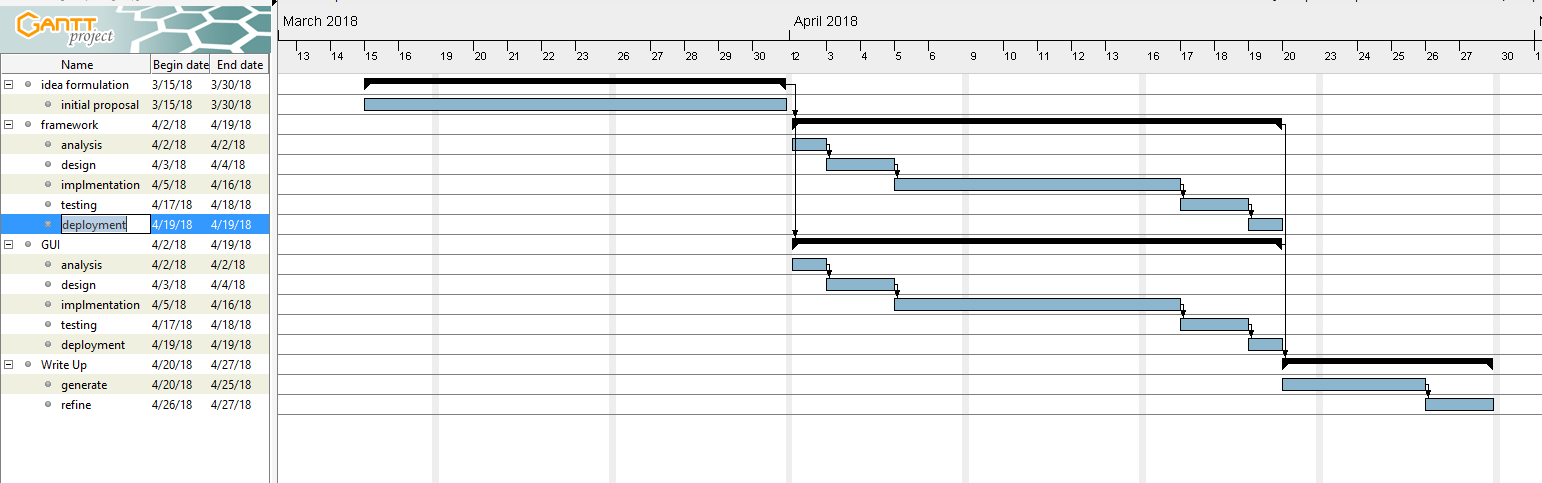 GANTT
project
March 2018
April 2018
13 14 15 16 19 20 21 22 23 26 27 28 29 30 1 2 3 4 5 6 9 10 11 12 13 16 17 18 19 20 23 24 25 26 27 30 1
Name Begin date End date
idea formulation 3/15/18 3/30/18
initial proposal 3/15/18 3/30/18
framework 4/2/18 4/19/18
analysis 4/2/18 4/2/18
design 4/3/18 4/4/18
implmentation 4/5/18 4/16/18
testing 4/17/18 4/18/18
deployment 4/19/18 4/19/18
GUI 4/2/18 4/19/18
analysis 4/2/18 4/2/18
design 4/3/18 4/4/18
implmentation 4/5/18 4/16/18
testing 4/17/18 4/18/18
deployment 4/19/18 4/19/18
Write Up 4/20/18 4/27/18
generate 4/20/18 4/25/18
refine 4/26/18 4/27/18